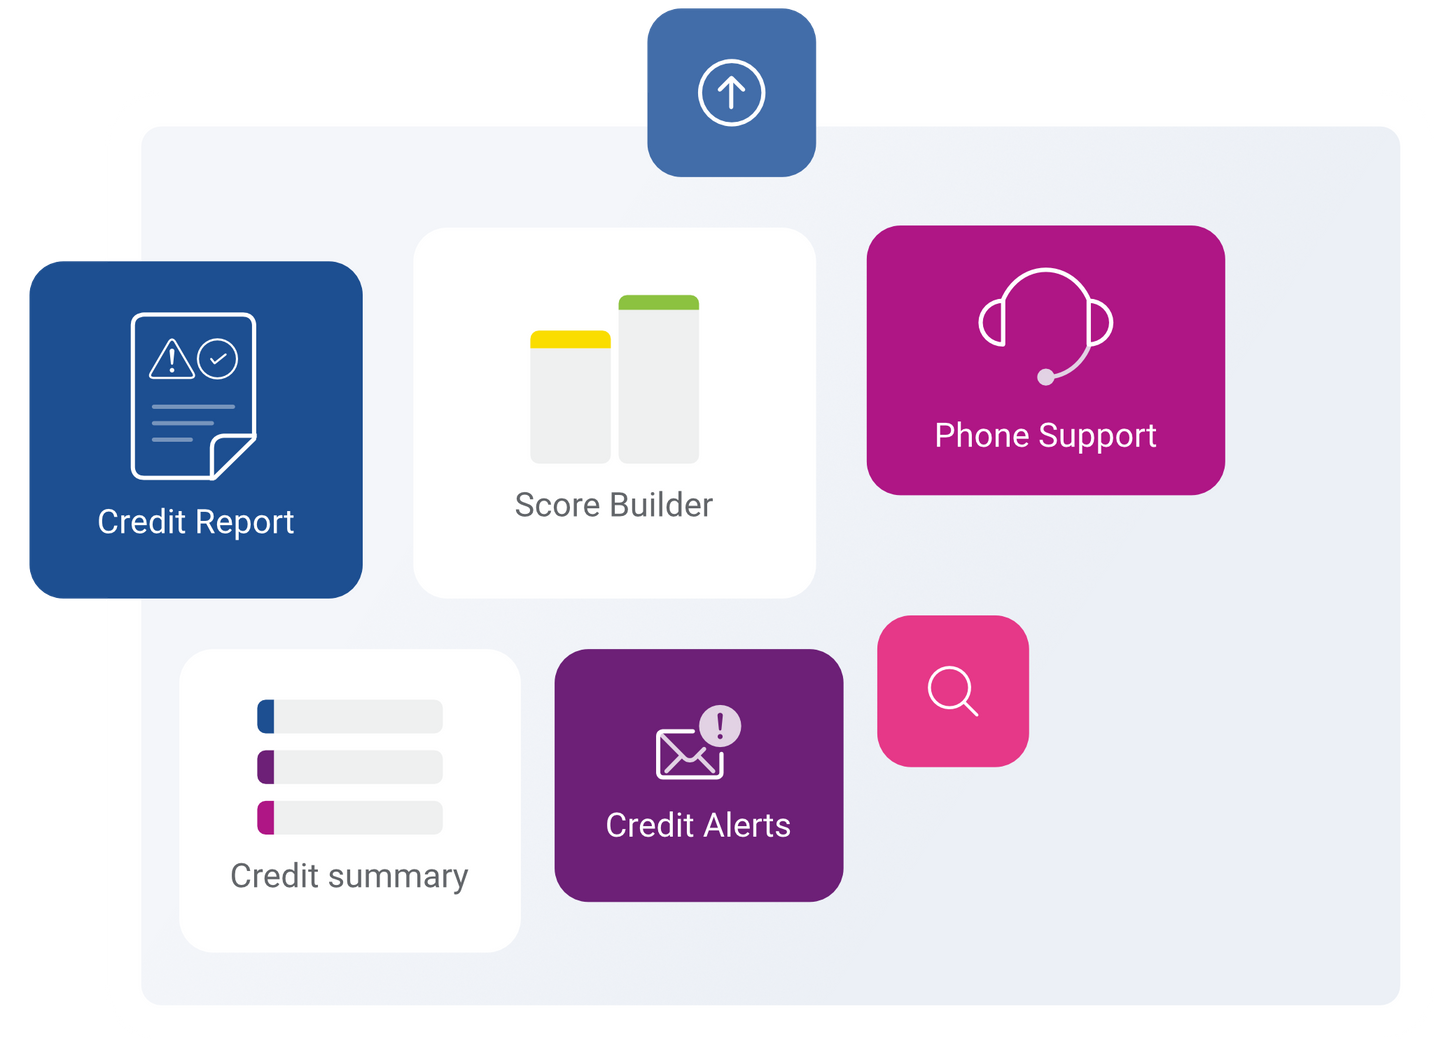 Credit Report
Score Builder
Phone Support
Credit summary
Credit Alerts